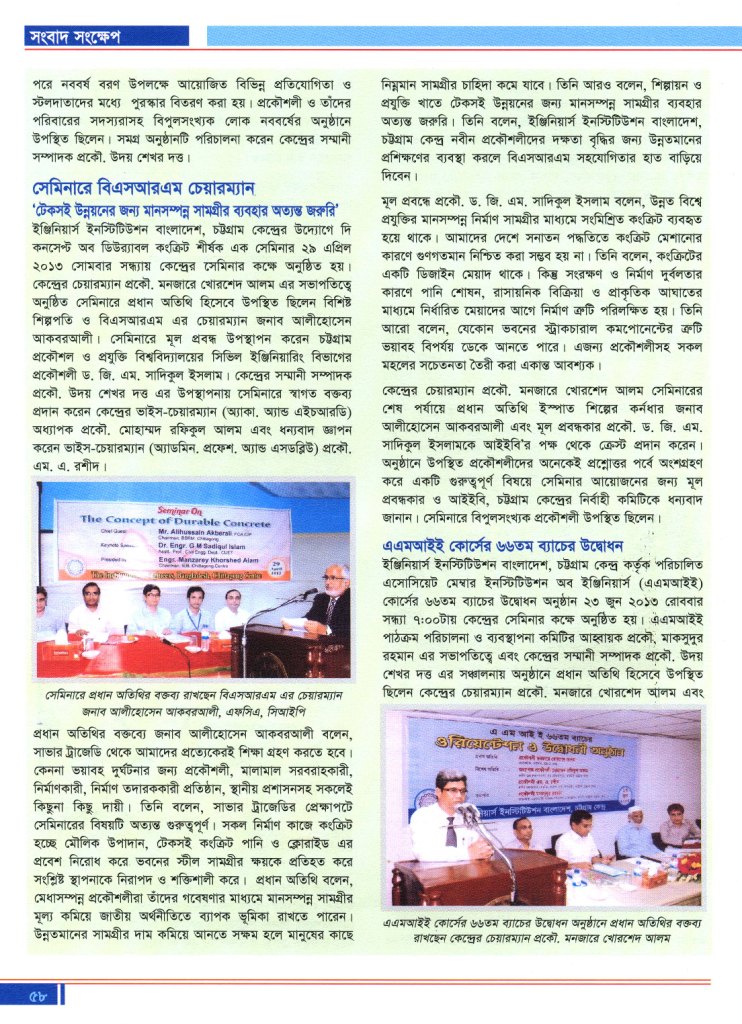 সংবাদ সংক্ষেপ
পরে নববর্ষ বরণ উপলক্ষে আয়োজিত বিভিন্ন প্রতিযোগিতা ও
স্টলদাতাদের মধ্যে পুরস্কার বিতরণ করা হয়। প্রকৌশলী ও তাঁদের
পরিবারের সদস্যরাসহ বিপুলসংখ্যক লোক নববর্ষের অনুষ্ঠানে
উপস্থিত ছিলেন। সমগ্র অনুষ্ঠানটি পরিচালনা করেন কেন্দ্রের সম্মানী
সম্পাদক প্রকৌ. উদয় শেখর দত্ত।
সেমিনারে বিএসআরএম চেয়ারম্যান
‘টেকসই উন্নয়নের জন্য মানসম্পন্ন সামগ্রীর ব্যবহার অত্যন্ত জরুরি’
ইঞ্জিনিয়ার্স ইনস্টিটিউশন বাংলাদেশ, চট্টগ্রাম কেন্দ্রের উদ্যোগে দি
কনসেপ্ট অব ডিউর‍্যাবল কংক্রিট শীর্ষক এক সেমিনার ২৯ এপ্রিল
২০১৩ সোমবার সন্ধ্যায় কেন্দ্রের সেমিনার কক্ষে অনুষ্ঠিত হয়।
কেন্দ্রের চেয়ারম্যান প্রকৌ. মনজারে খোরশেদ আলম এর সভাপতিত্বে
অনুষ্ঠিত সেমিনারে প্রধান অতিথি হিসেবে উপস্থিত ছিলেন বিশিষ্ট
শিল্পপতি ও বিএসআরএম এর চেয়ারম্যান জনাব আলীহোসেন
আকবরআলী। সেমিনারে মূল প্রবন্ধ উপস্থাপন করেন চট্টগ্রাম
প্রকৌশল ও প্রযুক্তি বিশ্ববিদ্যালয়ের সিভিল ইঞ্জিনিয়ারিং বিভাগের
প্রকৌশলী ড. জি. এম. সাদিকুল ইসলাম। কেন্দ্রের সম্মানী সম্পাদক
প্রকৌ. উদয় শেখর দত্ত এর উপস্থাপনায় সেমিনারে স্বাগত বক্তব্য
প্রদান করেন কেন্দ্রের ভাইস-চেয়ারম্যান (অ্যাকা. অ্যান্ড এইচআরডি)
অধ্যাপক প্রকৌ. মোহাম্মদ রফিকুল আলম এবং ধন্যবাদ জ্ঞাপন
করেন ভাইস-চেয়ারম্যান (অ্যাডমিন. প্রফেশ. অ্যান্ড এসডব্লিউ) প্রকৌ.
এম. এ. রশীদ।
Seminar On
The Concept of Durable Concrete
Chief Guest: Mr. Alihussain Akberali FCA,CIP
Chairman, BSRM, Chittagong
Keynote Dr. Engr. G.M Sadiqul Islam
Asstt. Prof. Civil Engg. Dept. CUET
Presided by Engr. Manzarey Khorshed Alam
Chairman, IEB, Chittagong Centre
29 April 2013
Bangladesh, Chittagong Centre
সেমিনারে প্রধান অতিথির বক্তব্য রাখছেন বিএসআরএম এর চেয়ারম্যান
জনাব আলীহোসেন আকবরআলী, এফসিএ, সিআইপি
প্রধান অতিথির বক্তব্যে জনাব আলীহোসেন আকবরআলী বলেন,
সাভার ট্রাজেডি থেকে আমাদের প্রত্যেকেরই শিক্ষা গ্রহণ করতে হবে।
কেননা ভয়াবহ দুর্ঘটনার জন্য প্রকৌশলী, মালামাল সরবরাহকারী,
নির্মাণকারী, নির্মাণ তদারককারী প্রতিষ্ঠান, স্থানীয় প্রশাসনসহ সকলেই
কিছুনা কিছু দায়ী। তিনি বলেন, সাভার ট্রাজেডির প্রেক্ষাপটে
সেমিনারের বিষয়টি অত্যন্ত গুরুত্বপূর্ণ। সকল নির্মাণ কাজে কংক্রিট
হচ্ছে মৌলিক উপাদান, টেকসই কংক্রিট পানি ও ক্লোরাইড এর
প্রবেশ নিরোধ করে ভবনের স্টীল সামগ্রীর ক্ষয়কে প্রতিহত করে
সংশ্লিষ্ট স্থাপনাকে নিরাপদ ও শক্তিশালী করে। প্রধান অতিথি বলেন,
মেধাসম্পন্ন প্রকৌশলীরা তাঁদের গবেষণার মাধ্যমে মানসম্পন্ন সামগ্রীর
মূল্য কমিয়ে জাতীয় অর্থনীতিতে ব্যাপক ভূমিকা রাখতে পারেন।
উন্নতমানের সামগ্রীর দাম কমিয়ে আনতে সক্ষম হলে মানুষের কাছে
নিম্নমান সামগ্রীর চাহিদা কমে যাবে। তিনি আরও বলেন, শিল্পায়ন ও
প্রযুক্তি খাতে টেকসই উন্নয়নের জন্য মানসম্পন্ন সামগ্রীর ব্যবহার
অত্যন্ত জরুরি। তিনি বলেন, ইঞ্জিনিয়ার্স ইনস্টিটিউশন বাংলাদেশ,
চট্টগ্রাম কেন্দ্র নবীন প্রকৌশলীদের দক্ষতা বৃদ্ধির জন্য উন্নতমানের
প্রশিক্ষণের ব্যবস্থা করলে বিএসআরএম সহযোগিতার হাত বাড়িয়ে
দিবেন।
মূল প্রবন্ধে প্রকৌ. ড. জি. এম. সাদিকুল ইসলাম বলেন, উন্নত বিশ্বে
প্রযুক্তির মানসম্পন্ন নির্মাণ সামগ্রীর মাধ্যমে সংমিশ্রিত কংক্রিট ব্যবহৃত
হয়ে থাকে। আমাদের দেশে সনাতন পদ্ধতিতে কংক্রিট মেশানোর
কারণে গুণগতমান নিশ্চিত করা সম্ভব হয় না। তিনি বলেন, কংক্রিটের
একটি ডিজাইন মেয়াদ থাকে। কিন্তু সংরক্ষণ ও নির্মাণ দুর্বলতার
কারণে পানি শোষন, রাসায়নিক বিক্রিয়া ও প্রাকৃতিক আঘাতের
মাধ্যমে নির্ধারিত মেয়াদের আগে নির্মাণ ত্রুটি পরিলক্ষিত হয়। তিনি
আরো বলেন, যেকোন ভবনের স্ট্রাকচারাল কমপোনেন্টের ত্রুটি
ভয়াবহ বিপর্যয় ডেকে আনতে পারে। এজন্য প্রকৌশলীসহ সকল
মহলের সচেতনতা তৈরী করা একান্ত আবশ্যক।
কেন্দ্রের চেয়ারম্যান প্রকৌ. মনজারে খোরশেদ আলম সেমিনারের
শেষ পর্যায়ে প্রধান অতিথি ইস্পাত শিল্পের কর্নধার জনাব
আলীহোসেন আকবরআলী এবং মূল প্রবন্ধকার প্রকৌ. ড. জি. এম.
সাদিকুল ইসলামকে আইইবি’র পক্ষ থেকে ক্রেস্ট প্রদান করেন।
অনুষ্ঠানে উপস্থিত প্রকৌশলীদের অনেকেই প্রশ্নোত্তর পর্বে অংশগ্রহণ
করে একটি গুরুত্বপূর্ণ বিষয়ে সেমিনার আয়োজনের জন্য মূল
প্রবন্ধকার ও আইইবি, চট্টগ্রাম কেন্দ্রের নির্বাহী কমিটিকে ধন্যবাদ
জানান। সেমিনারে বিপুলসংখ্যক প্রকৌশলী উপস্থিত ছিলেন।
এএমআইই কোর্সের ৬৬তম ব্যাচের উদ্বোধন
ইঞ্জিনিয়ার্স ইনস্টিটিউশন বাংলাদেশ, চট্টগ্রাম কেন্দ্র কর্তৃক পরিচালিত
এসোসিয়েট মেম্বার ইনস্টিটিউশন অব ইঞ্জিনিয়ার্স (এএমআইই)
কোর্সের ৬৬তম ব্যাচের উদ্বোধন অনুষ্ঠান ২৩ জুন ২০১৩ রোববার
সন্ধ্যা ৭:০০টায় কেন্দ্রের সেমিনার কক্ষে অনুষ্ঠিত হয়। এএমআইই
পাঠক্রম পরিচালনা ও ব্যবস্থাপনা কমিটির আহ্বায়ক প্রকৌ. মাকসুদুর
রহমান এর সভাপতিত্বে এবং কেন্দ্রের সম্মানী সম্পাদক প্রকৌ. উদয়
শেখর দত্ত এর সঞ্চালনায় অনুষ্ঠানে প্রধান অতিথি হিসেবে উপস্থিত
ছিলেন কেন্দ্রের চেয়ারম্যান প্রকৌ. মনজারে খোরশেদ আলম এবং
এ এম আই ই ৬৬তম ব্যাচের
ওরিয়েন্টেশন ও উদ্বোধনী অনুষ্ঠান
ইনস্টিটিউশন বাংলাদেশ, চট্টগ্রাম কেন্দ্র
এএমআইই কোর্সের ৬৬তম ব্যাচের উদ্বোধন অনুষ্ঠানে প্রধান অতিথির বক্তব্য
রাখছেন কেন্দ্রের চেয়ারম্যান প্রকৌ. মনজারে খোরশেদ আলম
৫৮